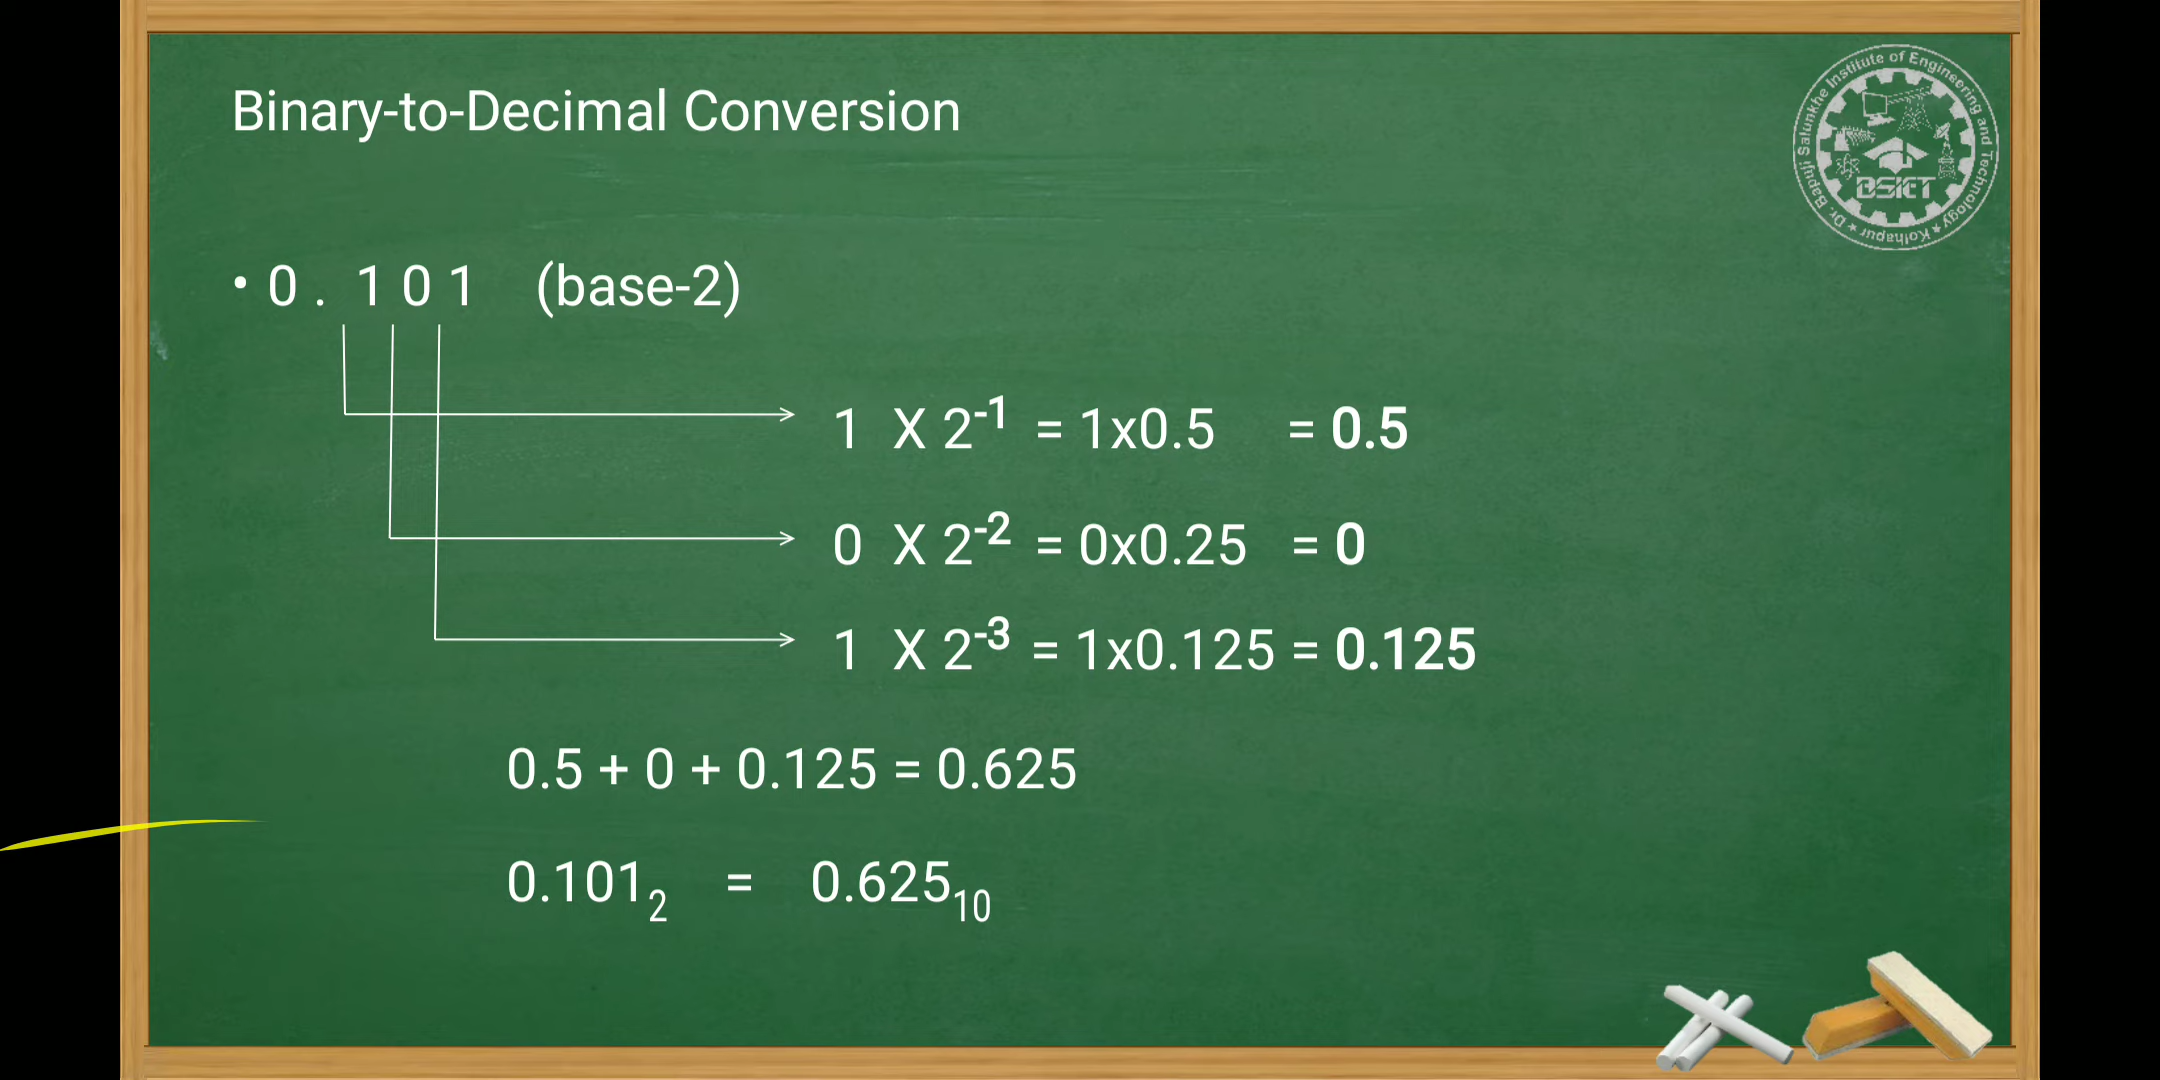 Binary-to-Decimal Conversion
Dr. Bapuji Salunkhe Institute of Engineering and Technology * Kolhapur *
BSIET
• 0 . 1 0 1 (base-2)
1 X 2⁻¹ = 1x0.5 = 0.5
0 X 2⁻² = 0x0.25 = 0
1 X 2⁻³ = 1x0.125 = 0.125
0.5 + 0 + 0.125 = 0.625
0.101₂ = 0.625₁₀